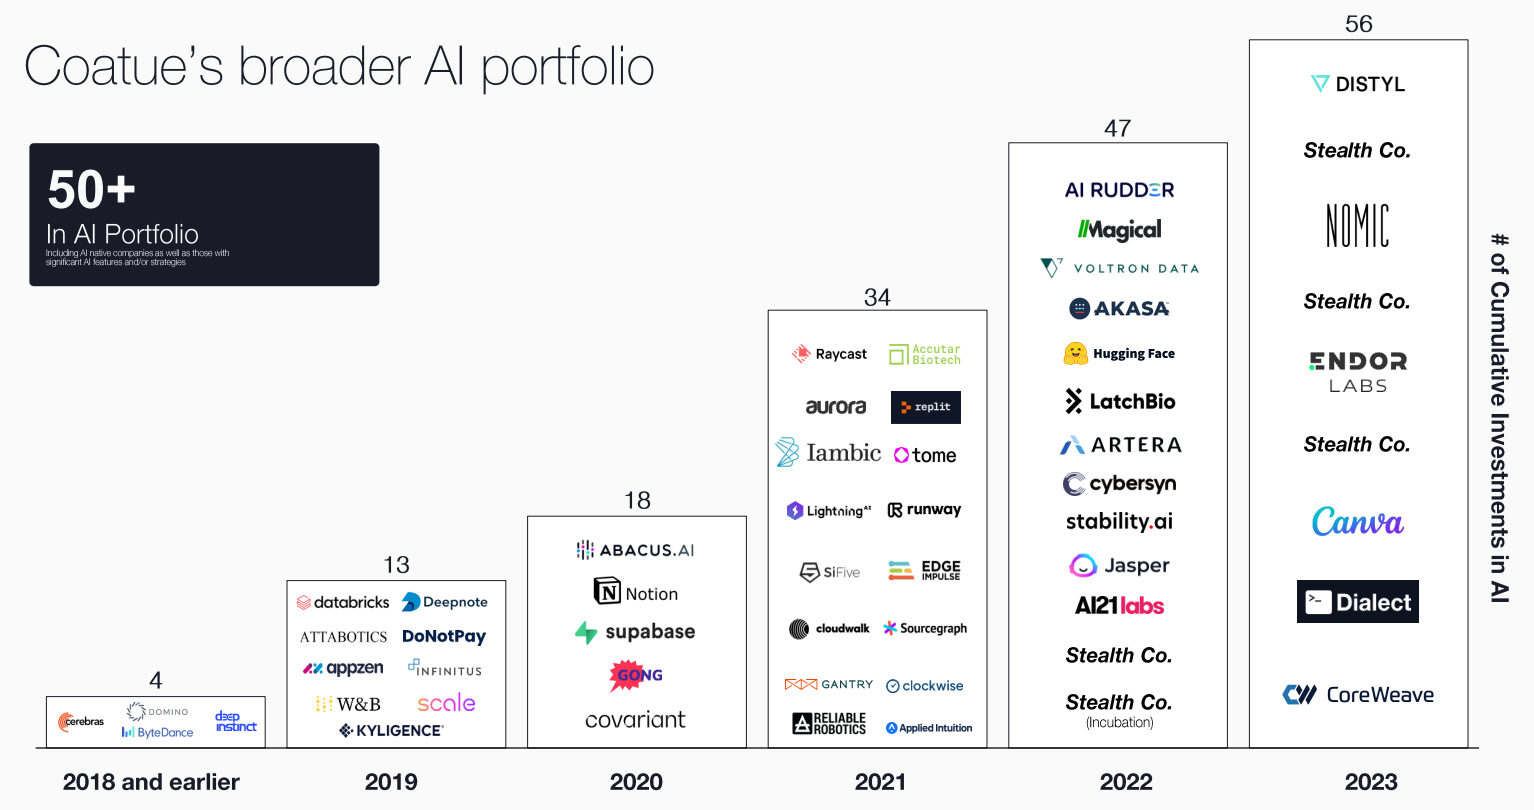 Coatue's broader AI portfolio
50+
In AI Portfolio
Including AI native companies as well as those with
significant AI features and/or strategies
4
cerebras
DOMINO
ByteDance
deep
instinct
2018 and earlier
13
databricks
Deepnote
ATTABOTICS
DoNotPay
appzen
INFINITUS
W&B
scale
KYLIGENCE®
2019
18
ABACUS.AI
N
Notion
supabase
GONG
covariant
2020
34
Raycast
Accutar
Biotech
aurora
replit
Iambic
tome
Lightning AI
runway
SiFive
EDGE
IMPULSE
cloudwalk
Sourcegraph
GANTRY
clockwise
RELIABLE
ROBOTICS
Applied Intuition
2021
47
AI RUDDER
Magical
VOLTRON DATA
AKASA™
Hugging Face
LatchBio
ARTERA
cybersyn
stability.ai
Jasper
AI21labs
Stealth Co.
Stealth Co.
(Incubation)
2022
56
DISTYL
Stealth Co.
NOMIC
Stealth Co.
ENDOR
LABS
Stealth Co.
Canva
>_ Dialect
CoreWeave
2023
# of Cumulative Investments in AI